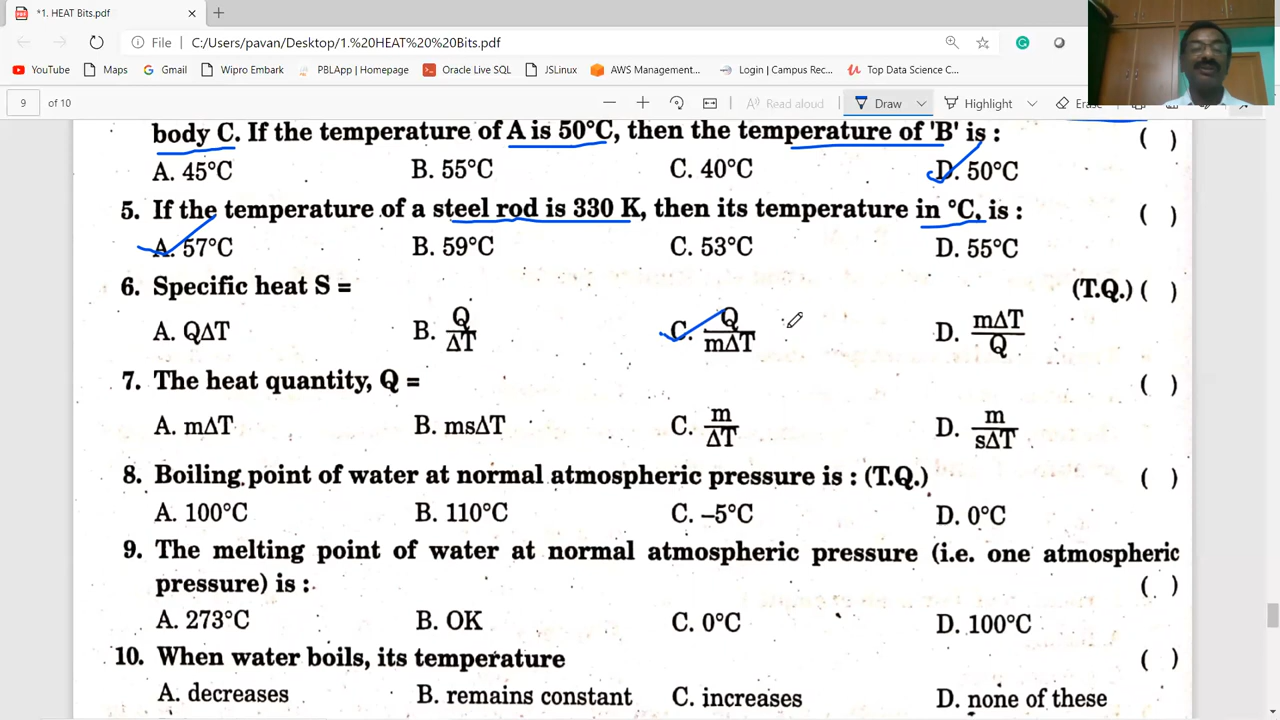 *1. HEAT Bits.pdf
File C:/Users/pavan/Desktop/1.%20HEAT%20%20Bits.pdf
YouTube Maps Gmail Wipro Embark PBLApp | Homepage Oracle Live SQL JSLinux AWS Management... Login | Campus Rec... Top Data Science C...
9 of 10 Read aloud Draw Highlight Erase
body C. If the temperature of A is 50°C, then the temperature of 'B' is : ( )
A. 45°C B. 55°C C. 40°C D. 50°C
5. If the temperature of a steel rod is 330 K, then its temperature in °C, is : ( )
A. 57°C B. 59°C C. 53°C D. 55°C
6. Specific heat S = (T.Q.) ( )
A. QΔT B. Q/ΔT C. Q/mΔT D. mΔT/Q
7. The heat quantity, Q = ( )
A. mΔT B. msΔT C. m/ΔT D. m/sΔT
8. Boiling point of water at normal atmospheric pressure is : (T.Q.) ( )
A. 100°C B. 110°C C. –5°C D. 0°C
9. The melting point of water at normal atmospheric pressure (i.e. one atmospheric
pressure) is : ( )
A. 273°C B. OK C. 0°C D. 100°C
10. When water boils, its temperature ( )
A. decreases B. remains constant C. increases D. none of these